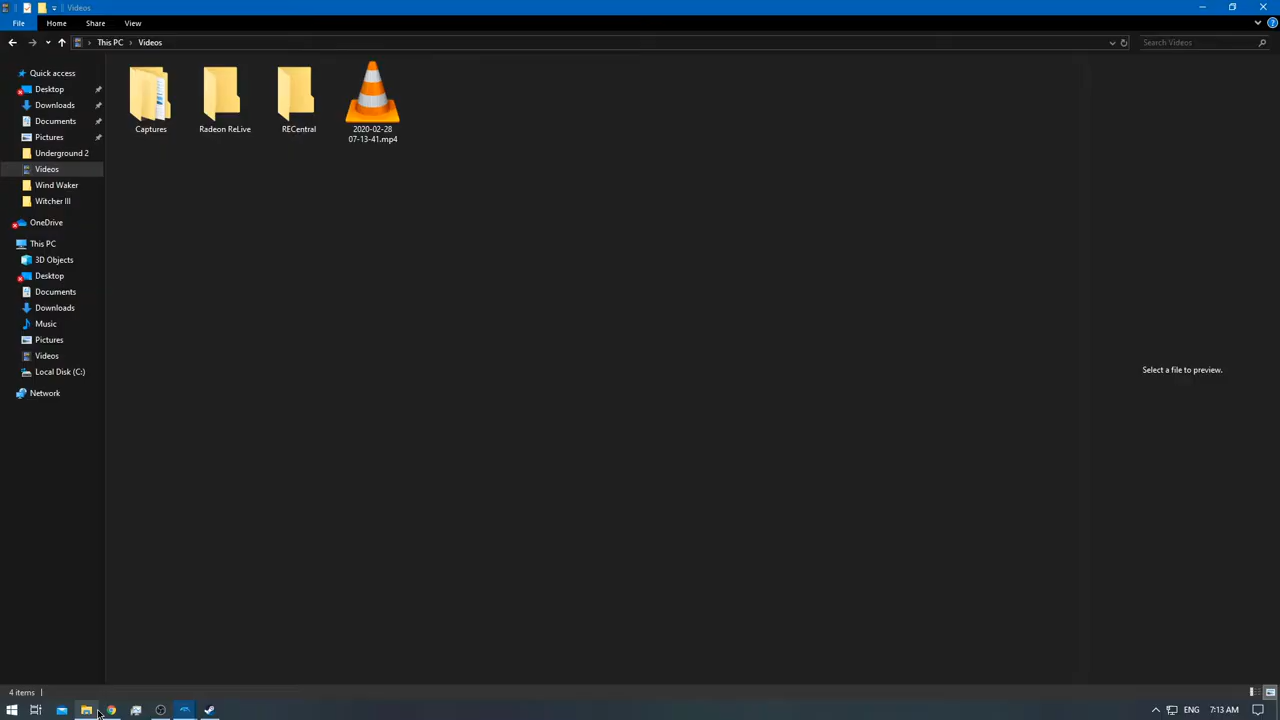 Videos
File Home Share View
This PC Videos
Search Videos
Quick access
Desktop
Downloads
Documents
Pictures
Underground 2
Videos
Wind Waker
Witcher III
OneDrive
This PC
3D Objects
Desktop
Documents
Downloads
Music
Pictures
Videos
Local Disk (C:)
Network
Captures
Radeon ReLive
RECentral
2020-02-28
07-13-41.mp4
Select a file to preview.
4 items
ENG 7:13 AM